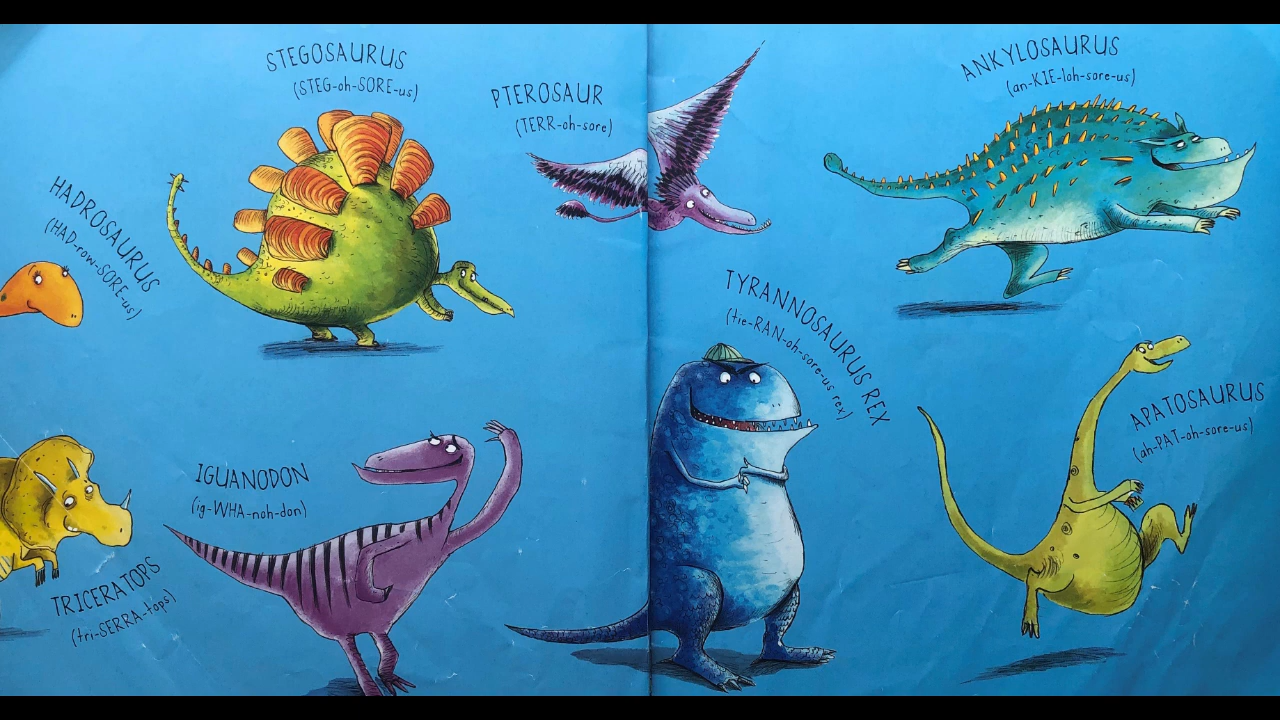 STEGOSAURUS
(STEG-oh-SORE-us)
PTEROSAUR
(TERR-oh-sore)
ANKYLOSAURUS
(an-KIE-loh-sore-us)
HADROSAURUS
(HAD-row-SORE-us)
TYRANNOSAURUS REX
(tie-RAN-oh-sore-us rex)
APATOSAURUS
(ah-PAT-oh-sore-us)
IGUANODON
(ig-WHA-noh-don)
TRICERATOPS
(tri-SERRA-tops)